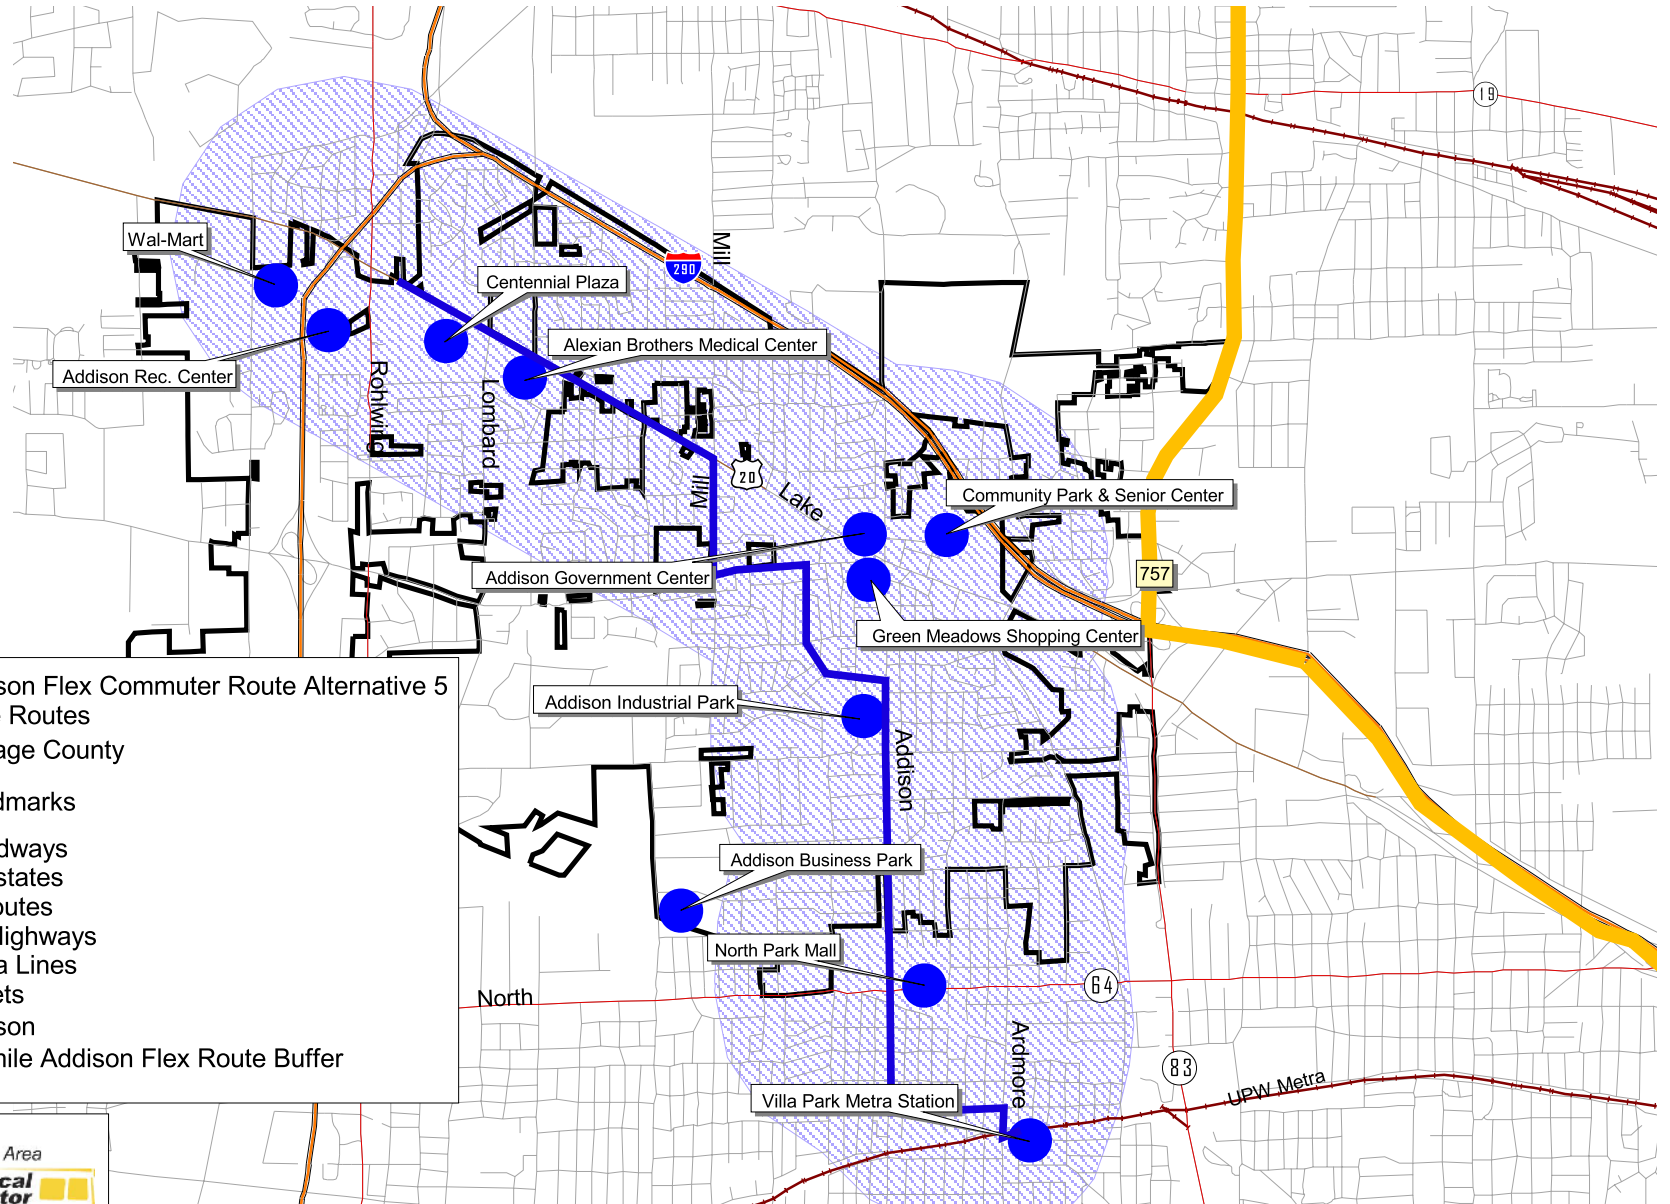 19
Mill
Wal-Mart
290
Centennial Plaza
Alexian Brothers Medical Center
Addison Rec. Center
Rohlwing
Lombard
Mill
20
Lake
Community Park & Senior Center
Addison Government Center
757
Green Meadows Shopping Center
son Flex Commuter Route Alternative 5
Routes
age County
dmarks
dways
states
outes
Highways
a Lines
ets
son
mile Addison Flex Route Buffer
Addison Industrial Park
Addison
Addison Business Park
North Park Mall
North
64
Ardmore
83
Villa Park Metra Station
UPW Metra
Area
cal
tor